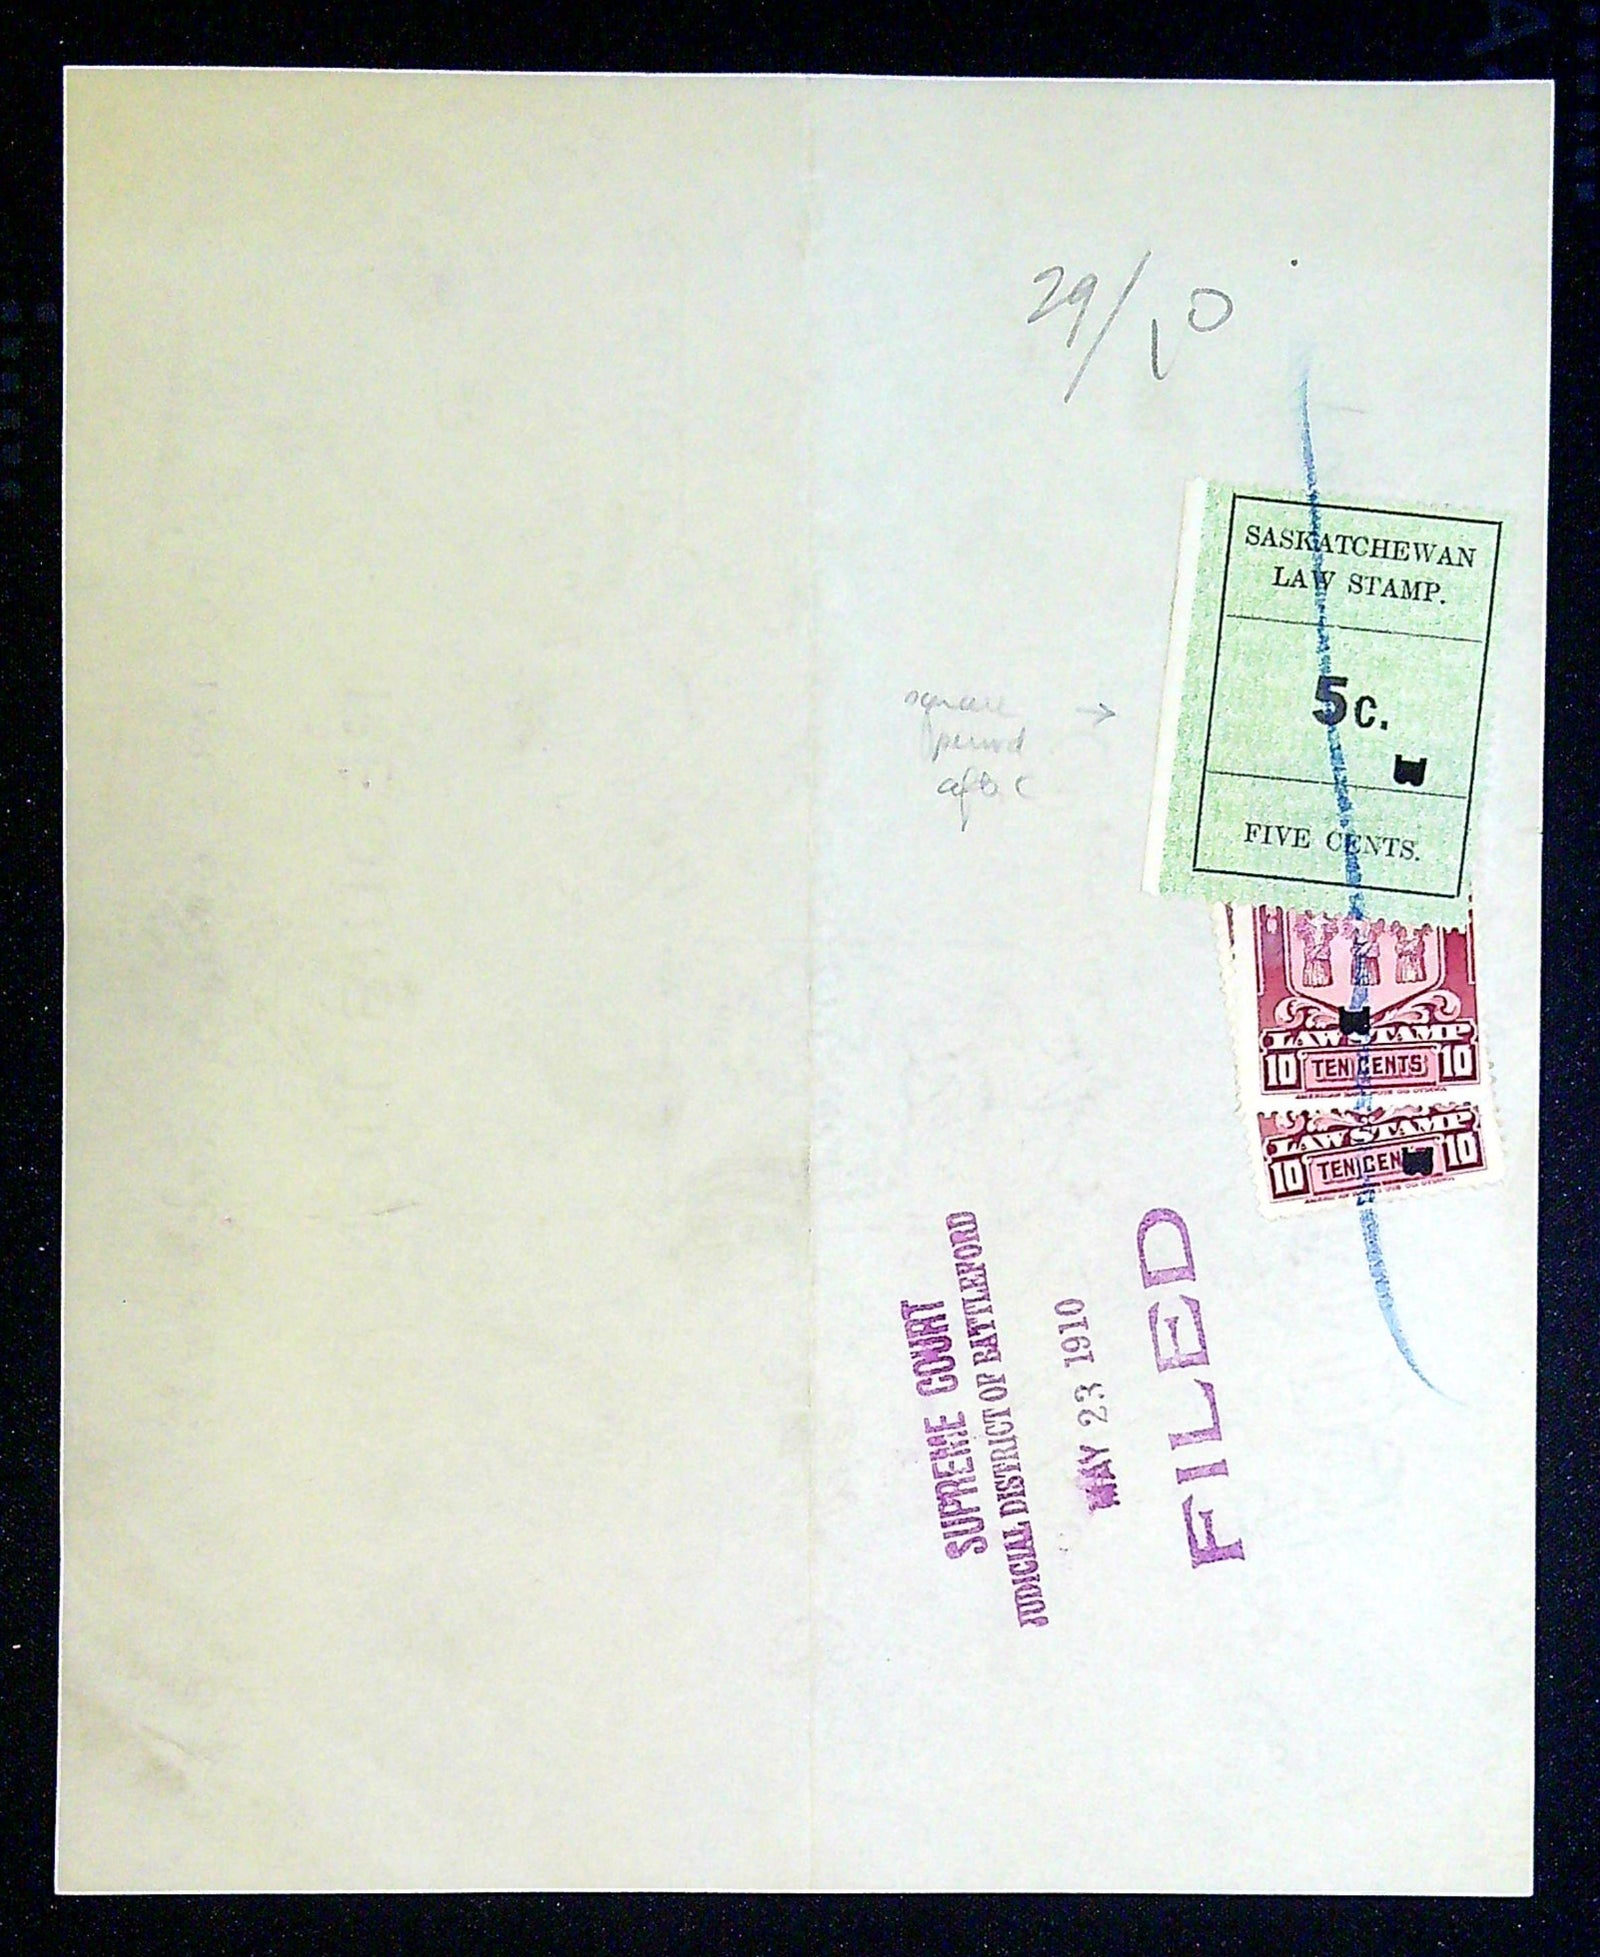 29/10
SASKATCHEWAN
LAW STAMP.
5c.
FIVE CENTS.
square →
period
after c
LAW STAMP
10 TEN CENTS 10
LAW STAMP
10 TEN CEN 10
SUPREME COURT
JUDICIAL DISTRICT OF BATTLEFORD
MAY 23 1910
FILED